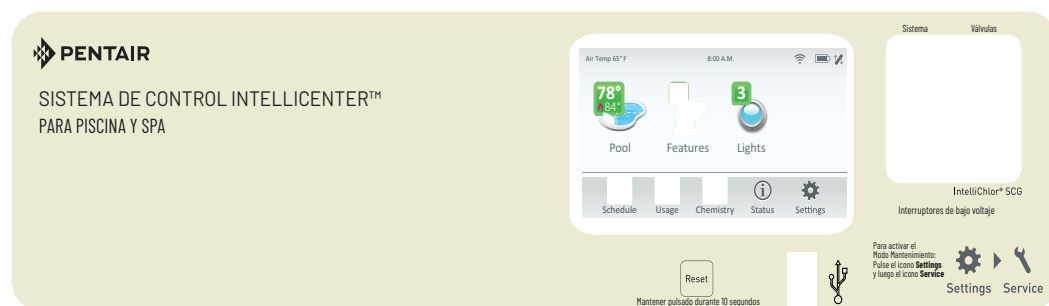 PENTAIR
SISTEMA DE CONTROL INTELLICENTER™
PARA PISCINA Y SPA
Air Temp 65° F
8:00 A.M.
78°
84°
3
Pool
Features
Lights
Schedule
Usage
Chemistry
Status
Settings
Reset
Mantener pulsado durante 10 segundos
Sistema
Válvulas
IntelliChlor® SCG
Interruptores de bajo voltaje
Para activar el
Modo Mantenimiento:
Pulse el icono Settings
y luego el icono Service
Settings
Service